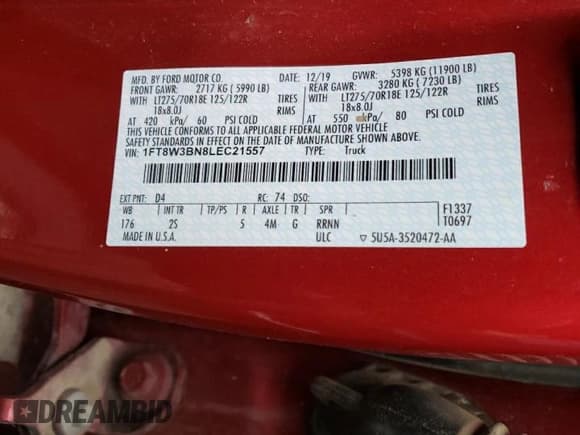 MFD. BY FORD MOTOR CO. DATE: 12/19 GVWR: 5398 KG (11900 LB)
FRONT GAWR: 2717 KG ( 5990 LB) REAR GAWR: 3280 KG ( 7230 LB)
WITH LT275/70R18E 125/122R TIRES WITH LT275/70R18E 125/122R TIRES
18x8.0J RIMS 18x8.0J RIMS
AT 420 kPa/ 60 PSI COLD AT 550 kPa/ 80 PSI COLD
THIS VEHICLE CONFORMS TO ALL APPLICABLE FEDERAL MOTOR VEHICLE
SAFETY STANDARDS IN EFFECT ON THE DATE OF MANUFACTURE SHOWN ABOVE.
VIN: 1FT8W3BN8LEC21557 TYPE: Truck
EXT PNT: D4 RC: 74 DSO:
WB INT TR TP/PS R AXLE TR SPR F1337
176 2S 5 4M G RRNN T0697
MADE IN U.S.A. ULC ▽ 5U5A-3520472-AA
DREAMBID